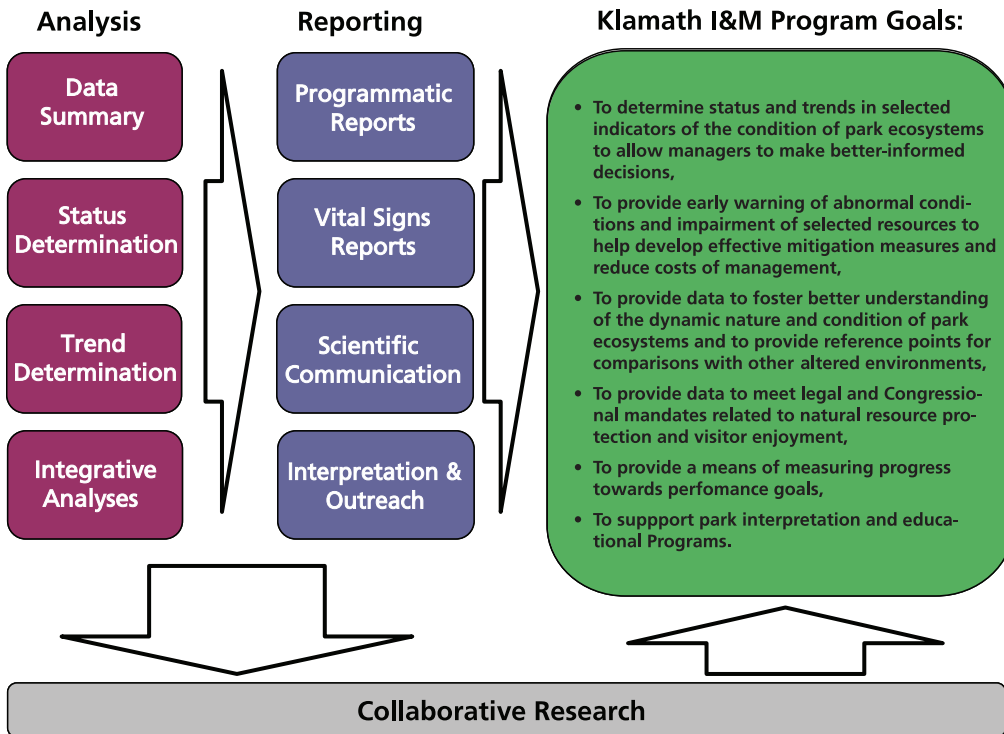 Analysis
Data
Summary
Status
Determination
Trend
Determination
Integrative
Analyses
Reporting
Programmatic
Reports
Vital Signs
Reports
Scientific
Communication
Interpretation &
Outreach
Klamath I&M Program Goals:
• To determine status and trends in selected
indicators of the condition of park ecosystems
to allow managers to make better-informed
decisions,
• To provide early warning of abnormal condi-
tions and impairment of selected resources to
help develop effective mitigation measures and
reduce costs of management,
• To provide data to foster better understanding
of the dynamic nature and condition of park
ecosystems and to provide reference points for
comparisons with other altered environments,
• To provide data to meet legal and Congressio-
nal mandates related to natural resource pro-
tection and visitor enjoyment,
• To provide a means of measuring progress
towards perfomance goals,
• To suppport park interpretation and educa-
tional Programs.
Collaborative Research